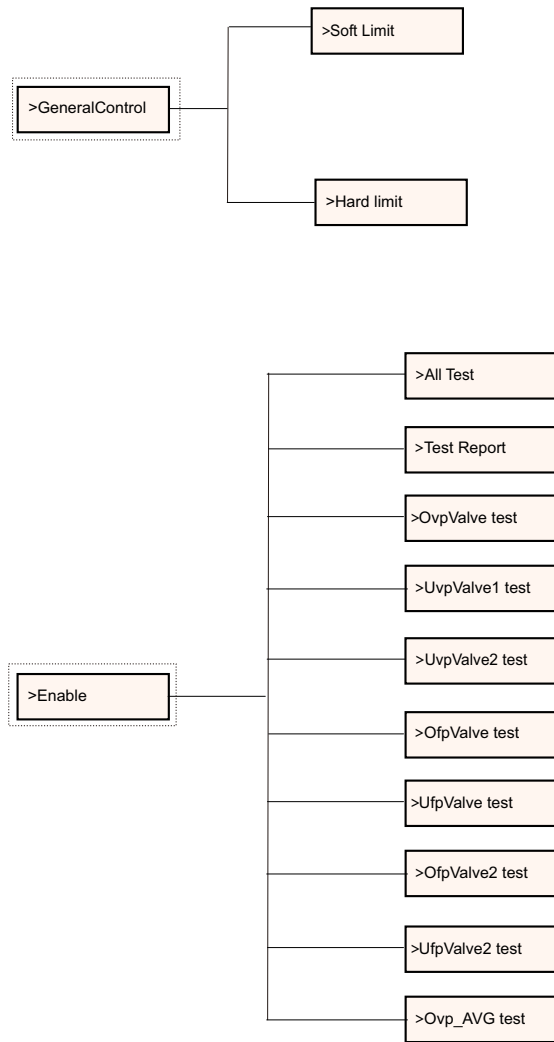 >Soft Limit
>GeneralControl
>Hard limit
>All Test
>Test Report
>OvpValve test
>UvpValve1 test
>UvpValve2 test
>Enable
>OfpValve test
>UfpValve test
>OfpValve2 test
>UfpValve2 test
>Ovp_AVG test